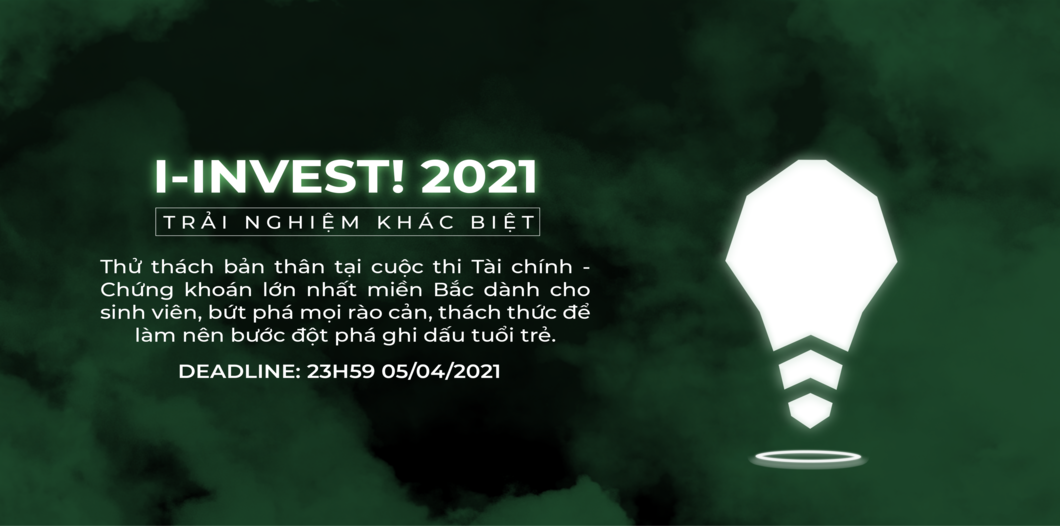 I-INVEST! 2021
TRẢI NGHIỆM KHÁC BIỆT
Thử thách bản thân tại cuộc thi Tài chính -
Chứng khoán lớn nhất miền Bắc dành cho
sinh viên, bứt phá mọi rào cản, thách thức để
làm nên bước đột phá ghi dấu tuổi trẻ.
DEADLINE: 23H59 05/04/2021